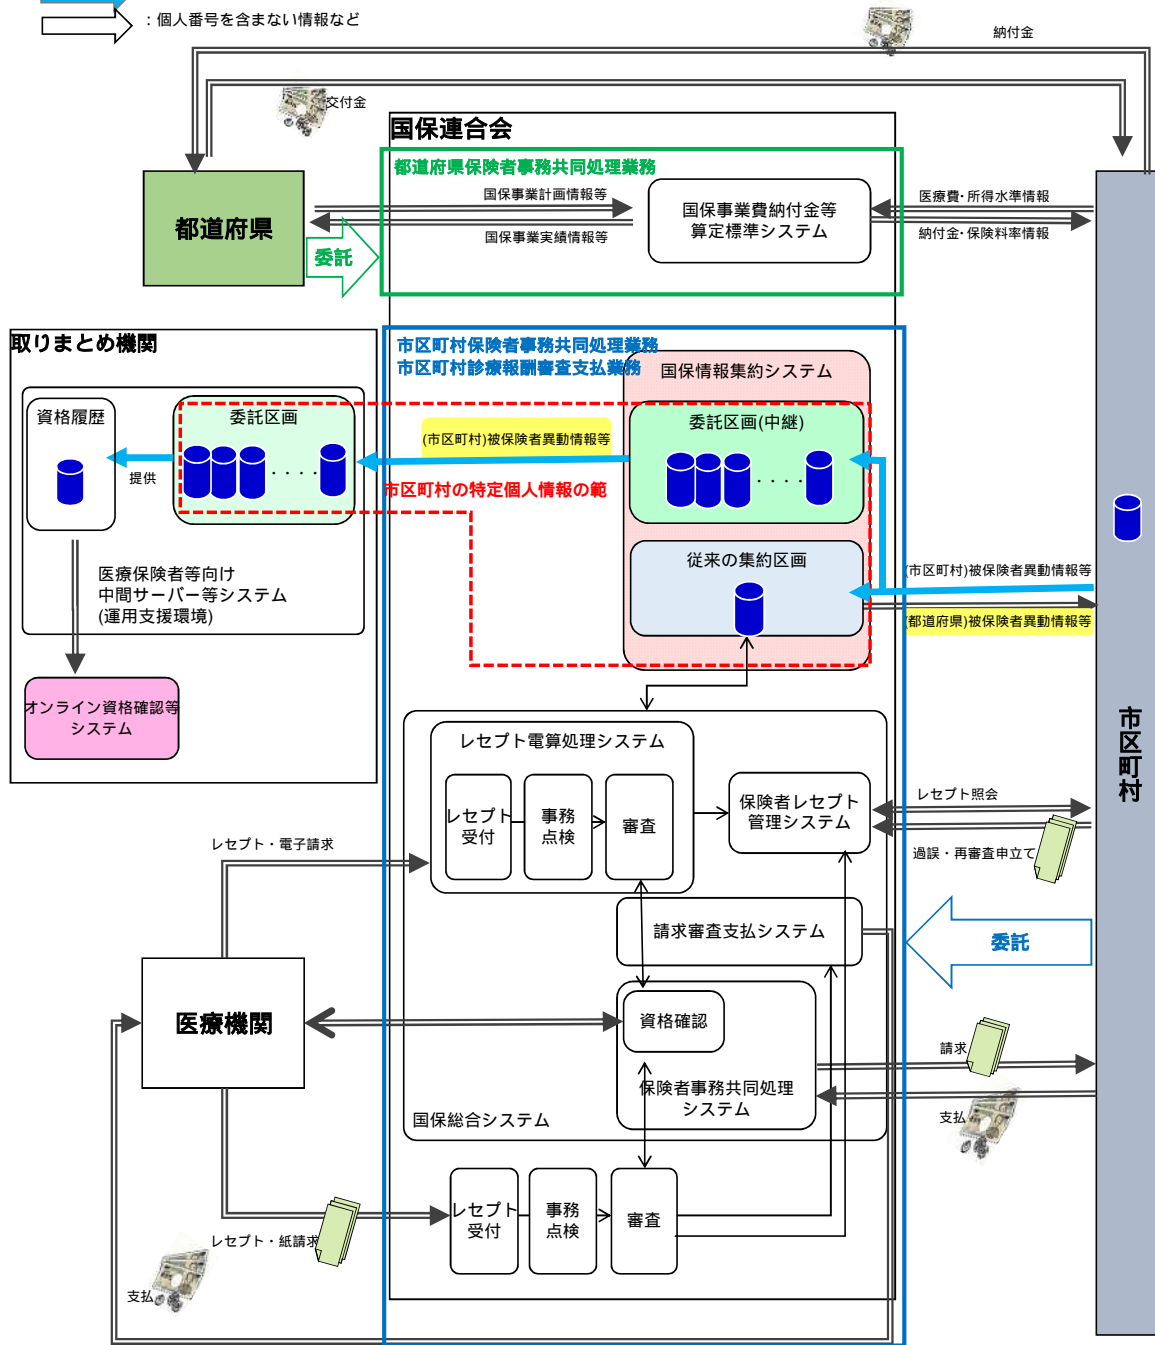 ：個人番号を含まない情報など
納付金
交付金
国保連合会
都道府県保険者事務共同処理業務
都道府県
国保事業計画情報等
国保事業実績情報等
国保事業費納付金等
算定標準システム
医療費・所得水準情報
納付金・保険料率情報
委託
取りまとめ機関
市区町村保険者事務共同処理業務
市区町村診療報酬審査支払業務
国保情報集約システム
資格履歴
委託区画
(市区町村)被保険者異動情報等
委託区画(中継)
・・・・
・・・・
提供
市区町村の特定個人情報の範
従来の集約区画
医療保険者等向け
中間サーバー等システム
(運用支援環境)
(市区町村)被保険者異動情報等
(都道府県)被保険者異動情報等
オンライン資格確認等
システム
市区町村
レセプト電算処理システム
レセプト
受付
事務
点検
審査
保険者レセプト
管理システム
レセプト照会
過誤・再審査申立て
レセプト・電子請求
請求審査支払システム
委託
医療機関
資格確認
保険者事務共同処理
システム
請求
支払
国保総合システム
レセプト
受付
事務
点検
審査
レセプト・紙請求
支払